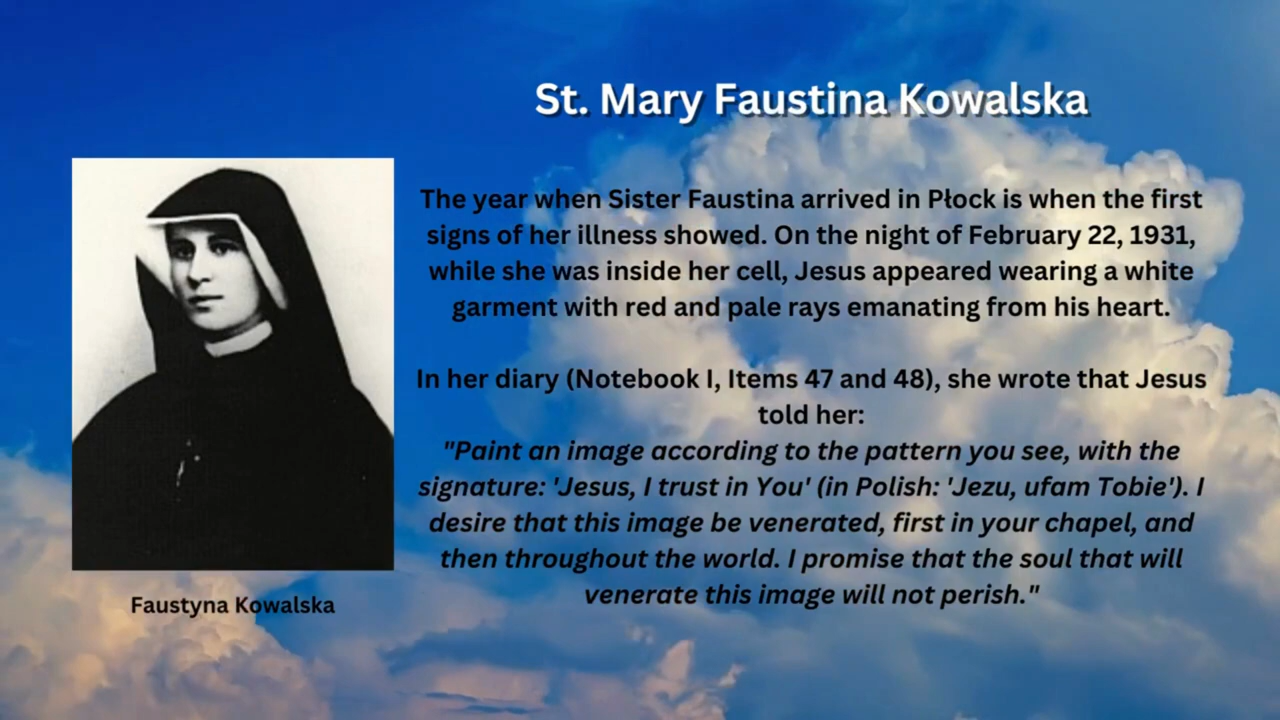 St. Mary Faustina Kowalska
The year when Sister Faustina arrived in Płock is when the first
signs of her illness showed. On the night of February 22, 1931,
while she was inside her cell, Jesus appeared wearing a white
garment with red and pale rays emanating from his heart.
In her diary (Notebook I, Items 47 and 48), she wrote that Jesus
told her:
"Paint an image according to the pattern you see, with the
signature: 'Jesus, I trust in You' (in Polish: 'Jezu, ufam Tobie'). I
desire that this image be venerated, first in your chapel, and
then throughout the world. I promise that the soul that will
venerate this image will not perish."
Faustyna Kowalska